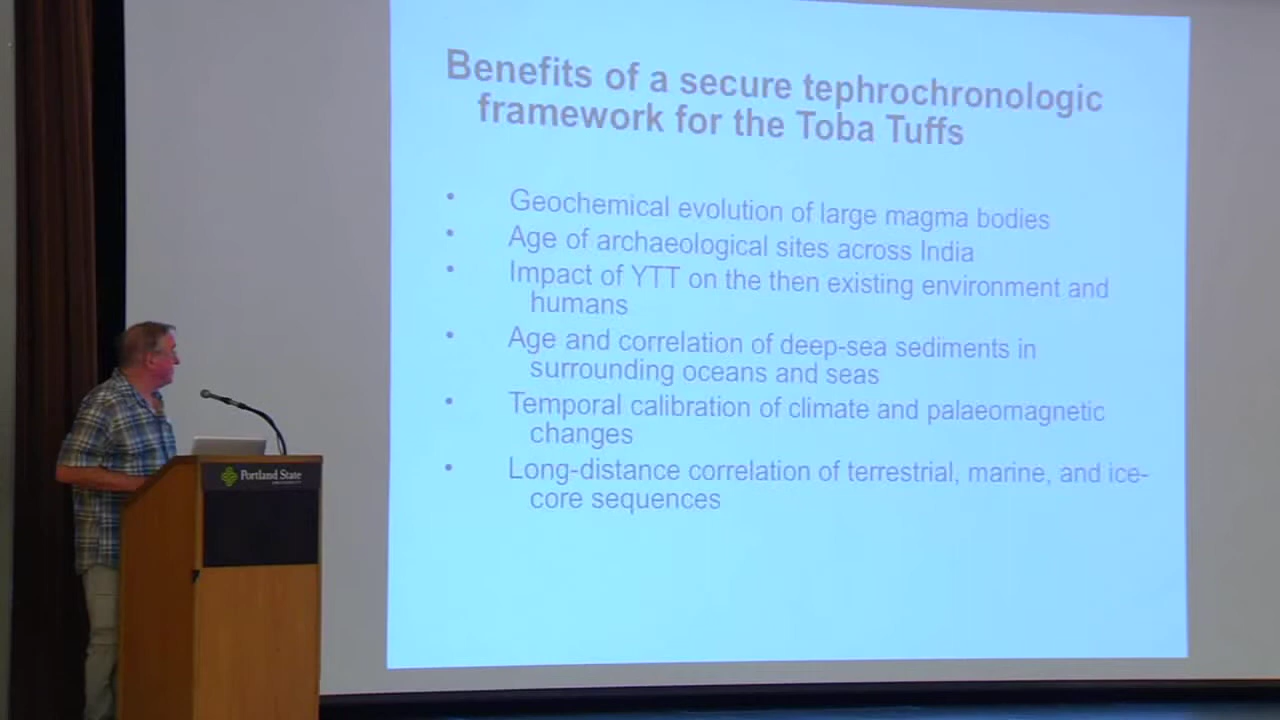 Benefits of a secure tephrochronologic
framework for the Toba Tuffs
• Geochemical evolution of large magma bodies
• Age of archaeological sites across India
• Impact of YTT on the then existing environment and
humans
• Age and correlation of deep-sea sediments in
surrounding oceans and seas
• Temporal calibration of climate and palaeomagnetic
changes
• Long-distance correlation of terrestrial, marine, and ice-
core sequences
Portland State